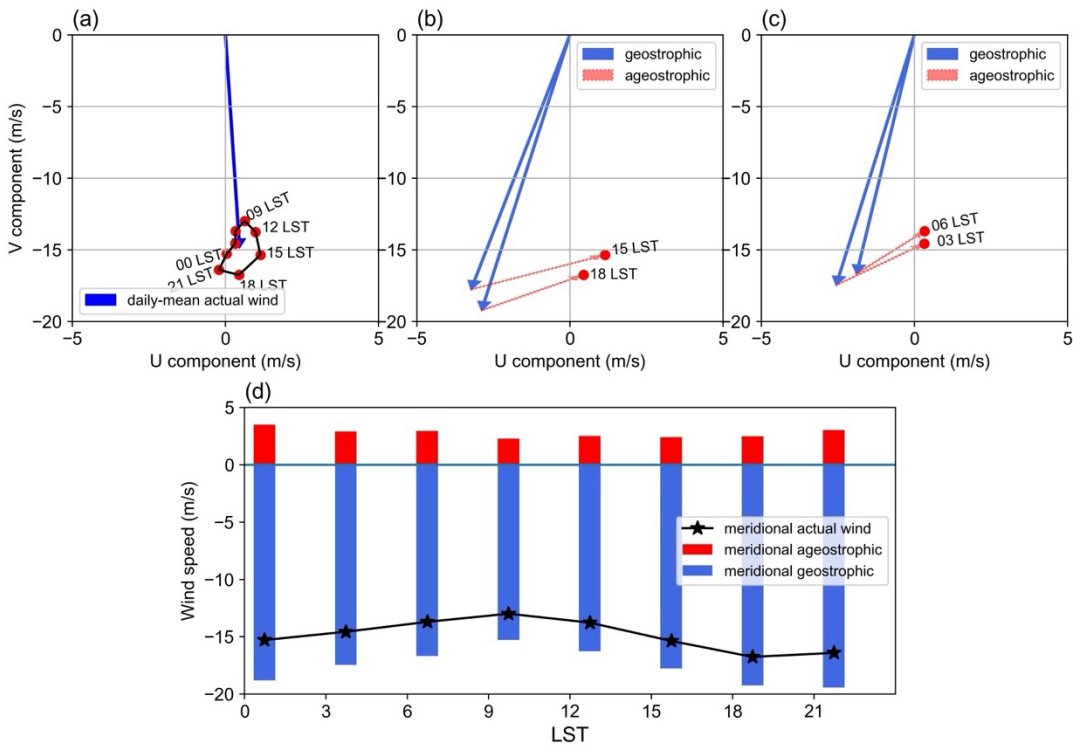 (a)
(b)
(c)
V component (m/s)
0
−5
−10
−15
−20
09 LST
12 LST
00 LST
15 LST
21 LST
18 LST
daily-mean actual wind
−5
0
5
U component (m/s)
0
−5
−10
−15
−20
geostrophic
ageostrophic
15 LST
18 LST
−5
0
5
U component (m/s)
0
−5
−10
−15
−20
geostrophic
ageostrophic
06 LST
03 LST
−5
0
5
U component (m/s)
(d)
Wind speed (m/s)
5
0
−5
−10
−15
−20
meridional actual wind
meridional ageostrophic
meridional geostrophic
0
3
6
9
12
15
18
21
LST